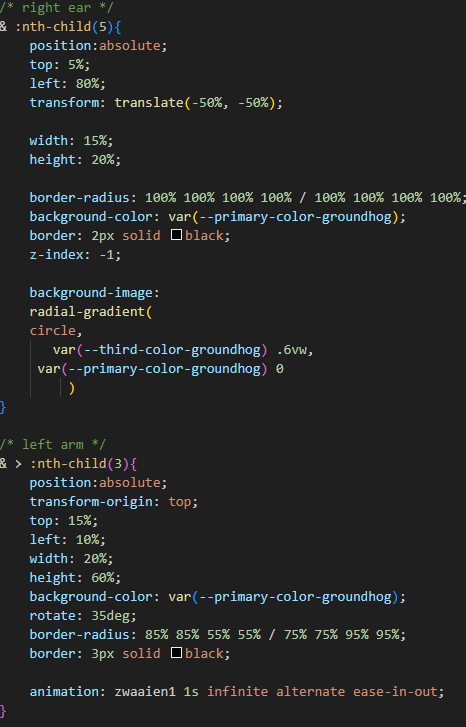 /* right ear */
& :nth-child(5){
position:absolute;
top: 5%;
left: 80%;
transform: translate(-50%, -50%);
width: 15%;
height: 20%;
border-radius: 100% 100% 100% 100% / 100% 100% 100% 100%;
background-color: var(--primary-color-groundhog);
border: 2px solid black;
z-index: -1;
background-image:
radial-gradient(
circle,
var(--third-color-groundhog) .6vw,
var(--primary-color-groundhog) 0
)
}
/* left arm */
& > :nth-child(3){
position:absolute;
transform-origin: top;
top: 15%;
left: 10%;
width: 20%;
height: 60%;
background-color: var(--primary-color-groundhog);
rotate: 35deg;
border-radius: 85% 85% 55% 55% / 75% 75% 95% 95%;
border: 3px solid black;
animation: zwaaien1 1s infinite alternate ease-in-out;
}